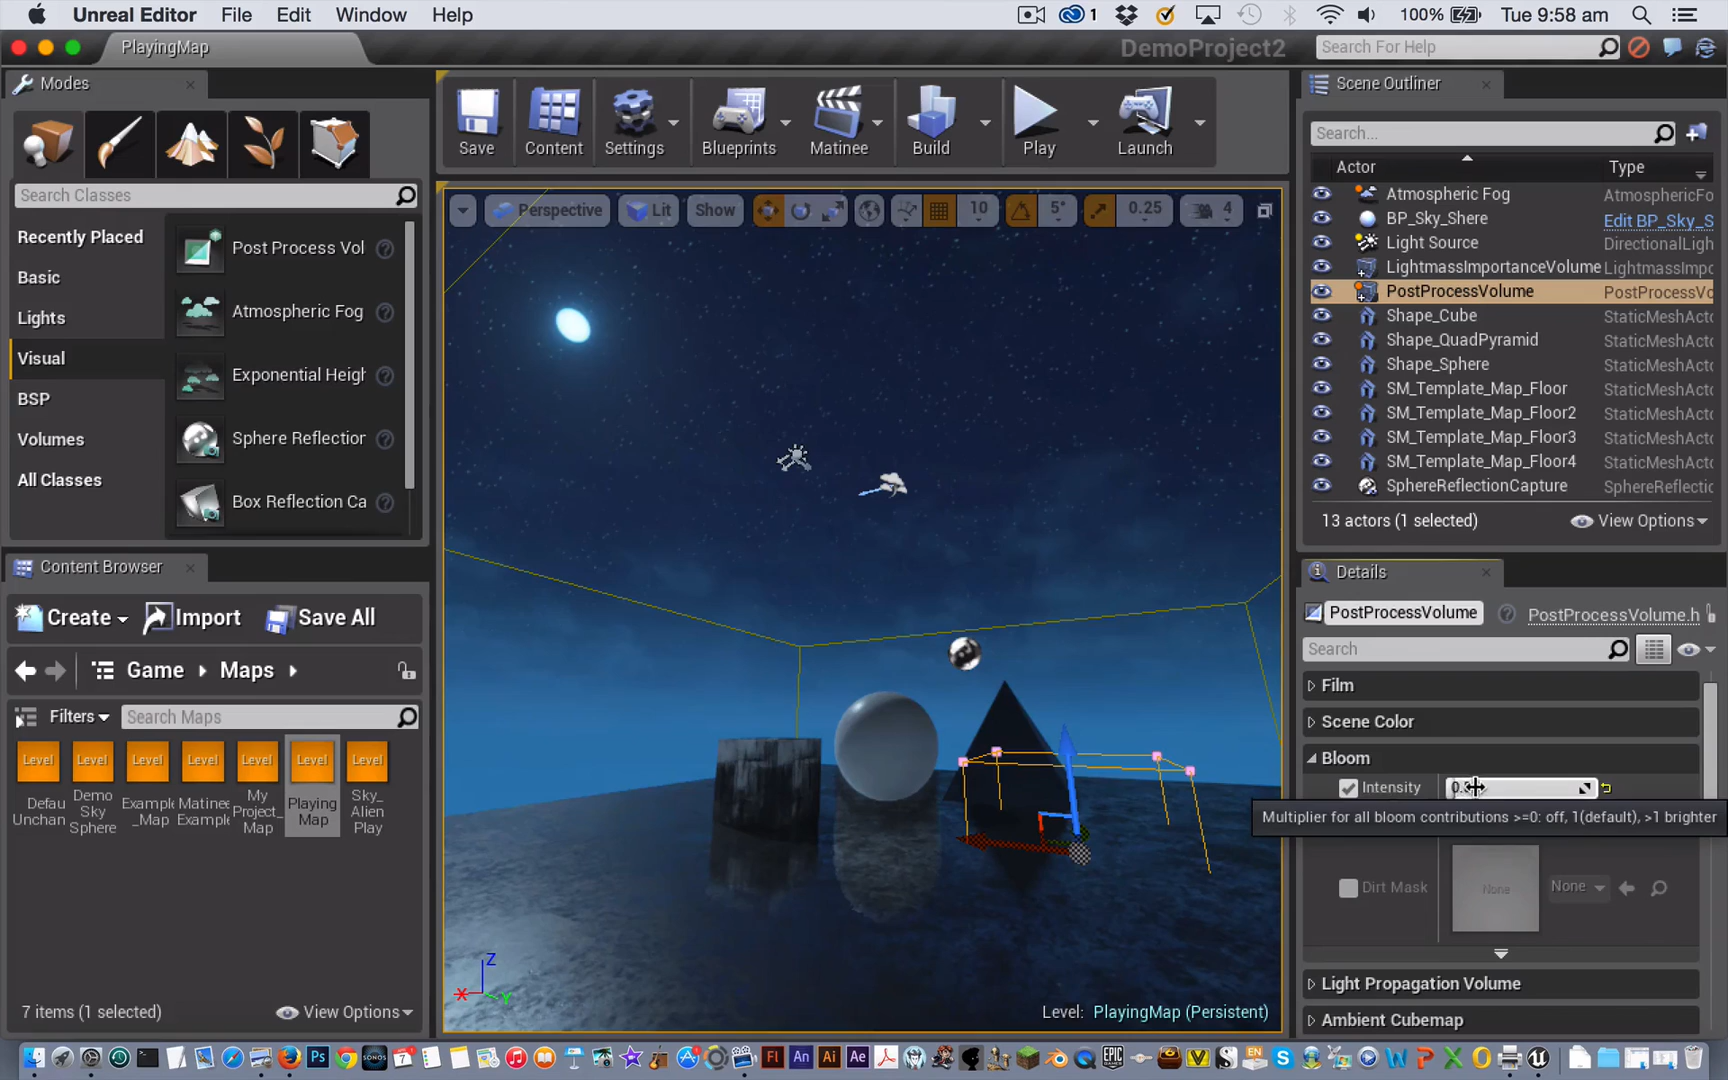 Unreal Editor File Edit Window Help
1 100% Tue 9:58 am
PlayingMap
DemoProject2
Search For Help
Modes
Search Classes
Recently Placed
Basic
Lights
Visual
BSP
Volumes
All Classes
Post Process Vol
Atmospheric Fog
Exponential Heigh
Sphere Reflection
Box Reflection Ca
Content Browser
Create Import Save All
Game Maps
Filters Search Maps
Level Level Level Level Level Level Level
Defau Unchan
Demo Sky Sphere
Example _Map
Matinee Example
My Project_ Map
Playing Map
Sky_ Alien Play
7 items (1 selected) View Options
Save Content Settings Blueprints Matinee Build Play Launch
Perspective Lit Show 10 5° 0.25 4
Z
X
Y
Level: PlayingMap (Persistent)
Scene Outliner
Search...
Actor Type
Atmospheric Fog AtmosphericFo
BP_Sky_Shere Edit BP_Sky_S
Light Source DirectionalLigh
LightmassImportanceVolume LightmassImpo
PostProcessVolume PostProcessVo
Shape_Cube StaticMeshActo
Shape_QuadPyramid StaticMeshActo
Shape_Sphere StaticMeshActo
SM_Template_Map_Floor StaticMeshActo
SM_Template_Map_Floor2 StaticMeshActo
SM_Template_Map_Floor3 StaticMeshActo
SM_Template_Map_Floor4 StaticMeshActo
SphereReflectionCapture SphereReflectic
13 actors (1 selected) View Options
Details
PostProcessVolume PostProcessVolume.h
Search
Film
Scene Color
Bloom
Intensity
Multiplier for all bloom contributions >=0: off, 1(default), >1 brighter
Dirt Mask None None
Light Propagation Volume
Ambient Cubemap